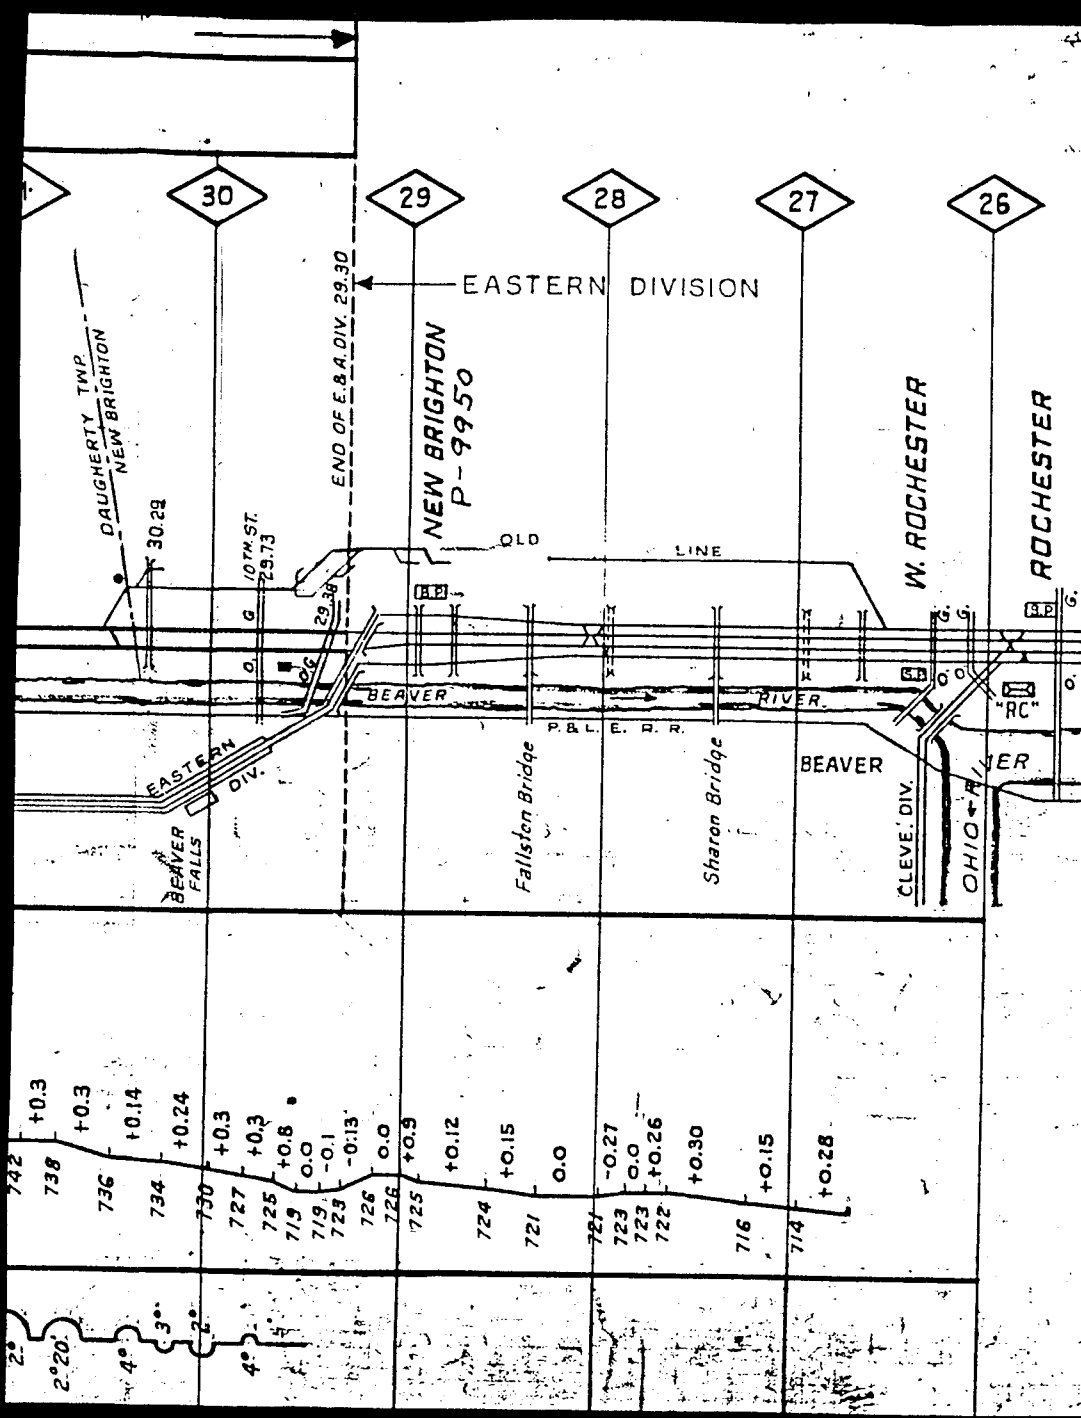 30
29
28
27
26
EASTERN DIVISION
END OF E.&A. DIV. 29.30
DAUGHERTY TWP.
NEW BRIGHTON
NEW BRIGHTON
P-9950
W. ROCHESTER
ROCHESTER
30.29
10TH. ST.
29.73
29.38
OLD LINE
B.P.
S.P.
B.P.
G
O.
O.G
G.
G.
O.
O
G.
O.
"RC"
BEAVER RIVER.
P. & L. E. R. R.
EASTERN
DIV.
BEAVER
FALLS
Fallston Bridge
Sharon Bridge
BEAVER
CLEVE. DIV.
OHIO RIVER
+0.3
+0.3
+0.14
+0.24
+0.3
+0.3
+0.8
0.0
-0.1
-0.13
0.0
+0.9
+0.12
+0.15
0.0
-0.27
0.0
+0.26
+0.30
+0.15
+0.28
742
738
736
734
730
727
725
719
719
723
726
726
725
724
721
721
723
723
722
716
714
2°
2°20'
4°
3°
2°
4°